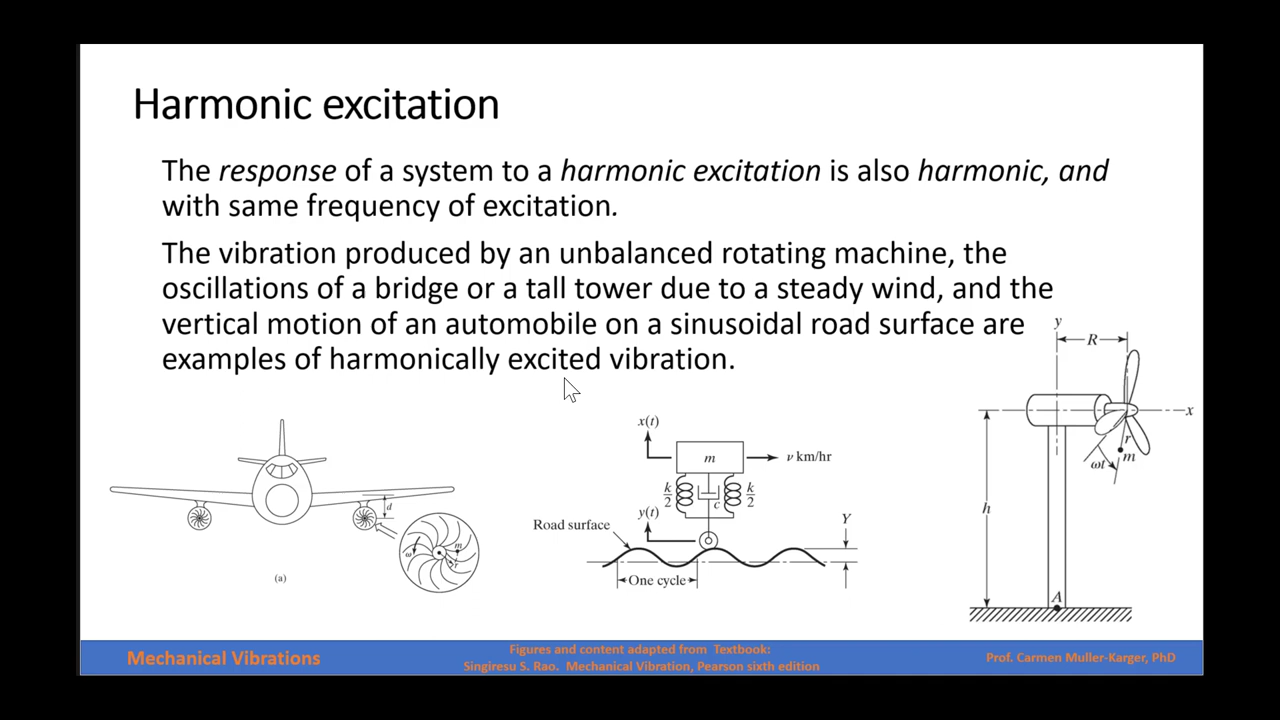 Harmonic excitation
The response of a system to a harmonic excitation is also harmonic, and
with same frequency of excitation.
The vibration produced by an unbalanced rotating machine, the
oscillations of a bridge or a tall tower due to a steady wind, and the
vertical motion of an automobile on a sinusoidal road surface are
examples of harmonically excited vibration.
d
ω
m
r
(a)
x(t)
m
ν km/hr
k/2
c
k/2
y(t)
Road surface
Y
One cycle
y
R
x
r
m
ωt
h
A
Mechanical Vibrations
Figures and content adapted from Textbook:
Singiresu S. Rao. Mechanical Vibration, Pearson sixth edition
Prof. Carmen Muller-Karger, PhD